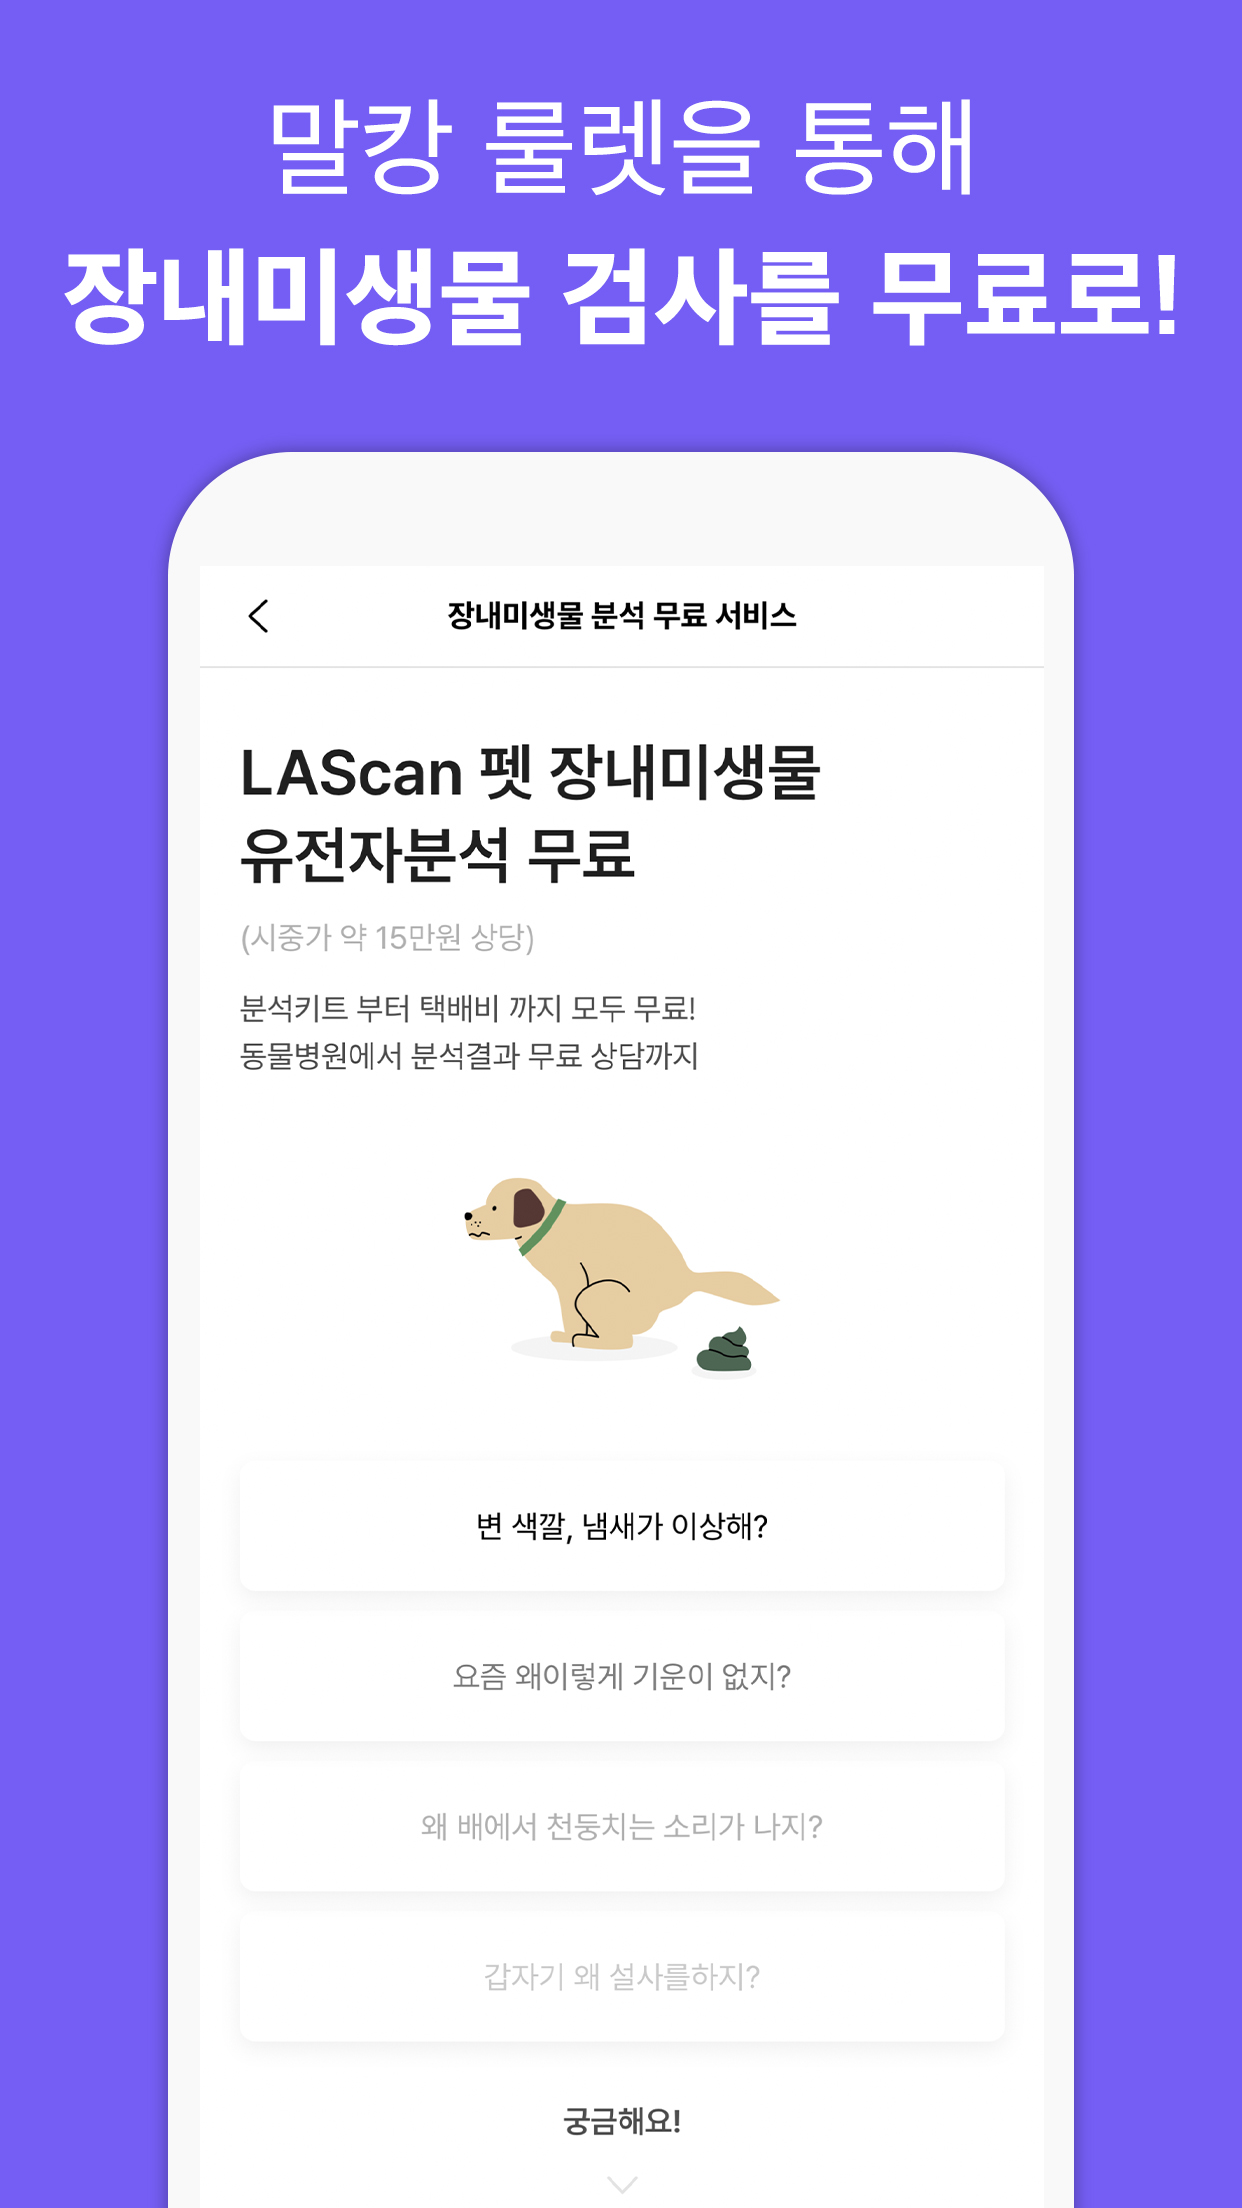 말캉 룰렛을 통해
장내미생물 검사를 무료로!
장내미생물 분석 무료 서비스
LAScan 펫 장내미생물
유전자분석 무료
(시중가 약 15만원 상당)
분석키트 부터 택배비 까지 모두 무료!
동물병원에서 분석결과 무료 상담까지
변 색깔, 냄새가 이상해?
요즘 왜이렇게 기운이 없지?
왜 배에서 천둥치는 소리가 나지?
갑자기 왜 설사를하지?
궁금해요!